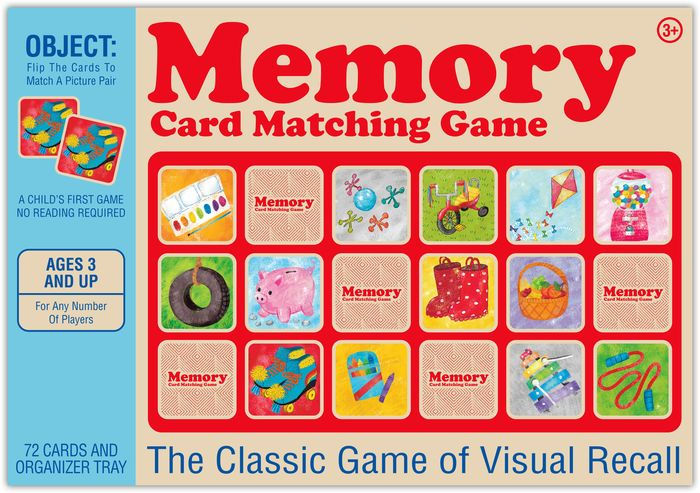 OBJECT:
Flip The Cards To
Match A Picture Pair
A CHILD'S FIRST GAME
NO READING REQUIRED
AGES 3
AND UP
For Any Number
Of Players
72 CARDS AND
ORGANIZER TRAY
Memory
Card Matching Game
3+
Memory
Card Matching Game
Memory
Card Matching Game
Memory
Card Matching Game
Memory
Card Matching Game
Memory
Card Matching Game
The Classic Game of Visual Recall